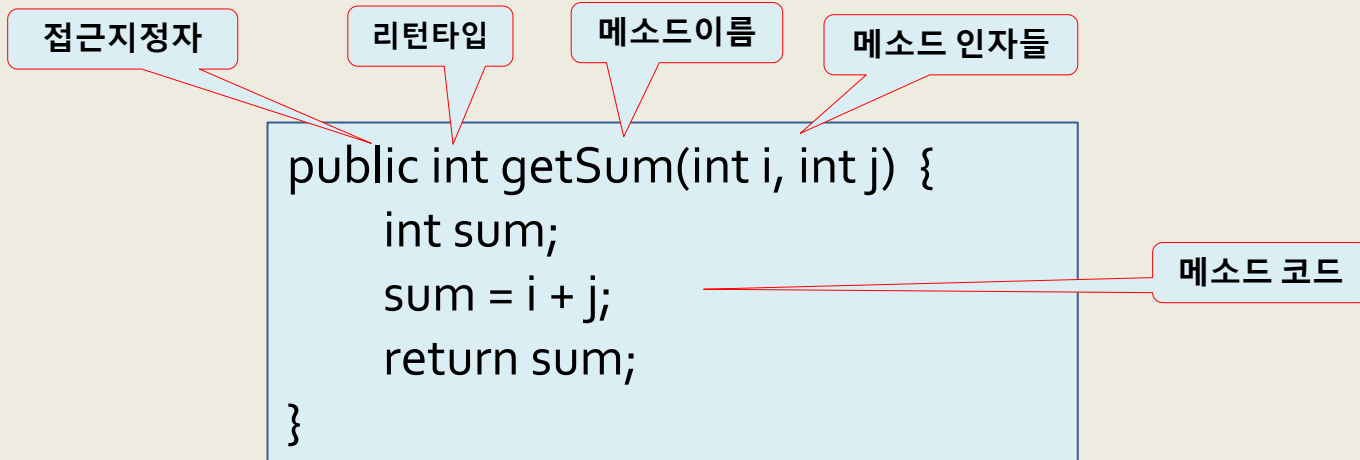 접근지정자
리턴타입
메소드이름
메소드 인자들
public int getSum(int i, int j) {
int sum;
sum = i + j;
return sum;
}
메소드 코드